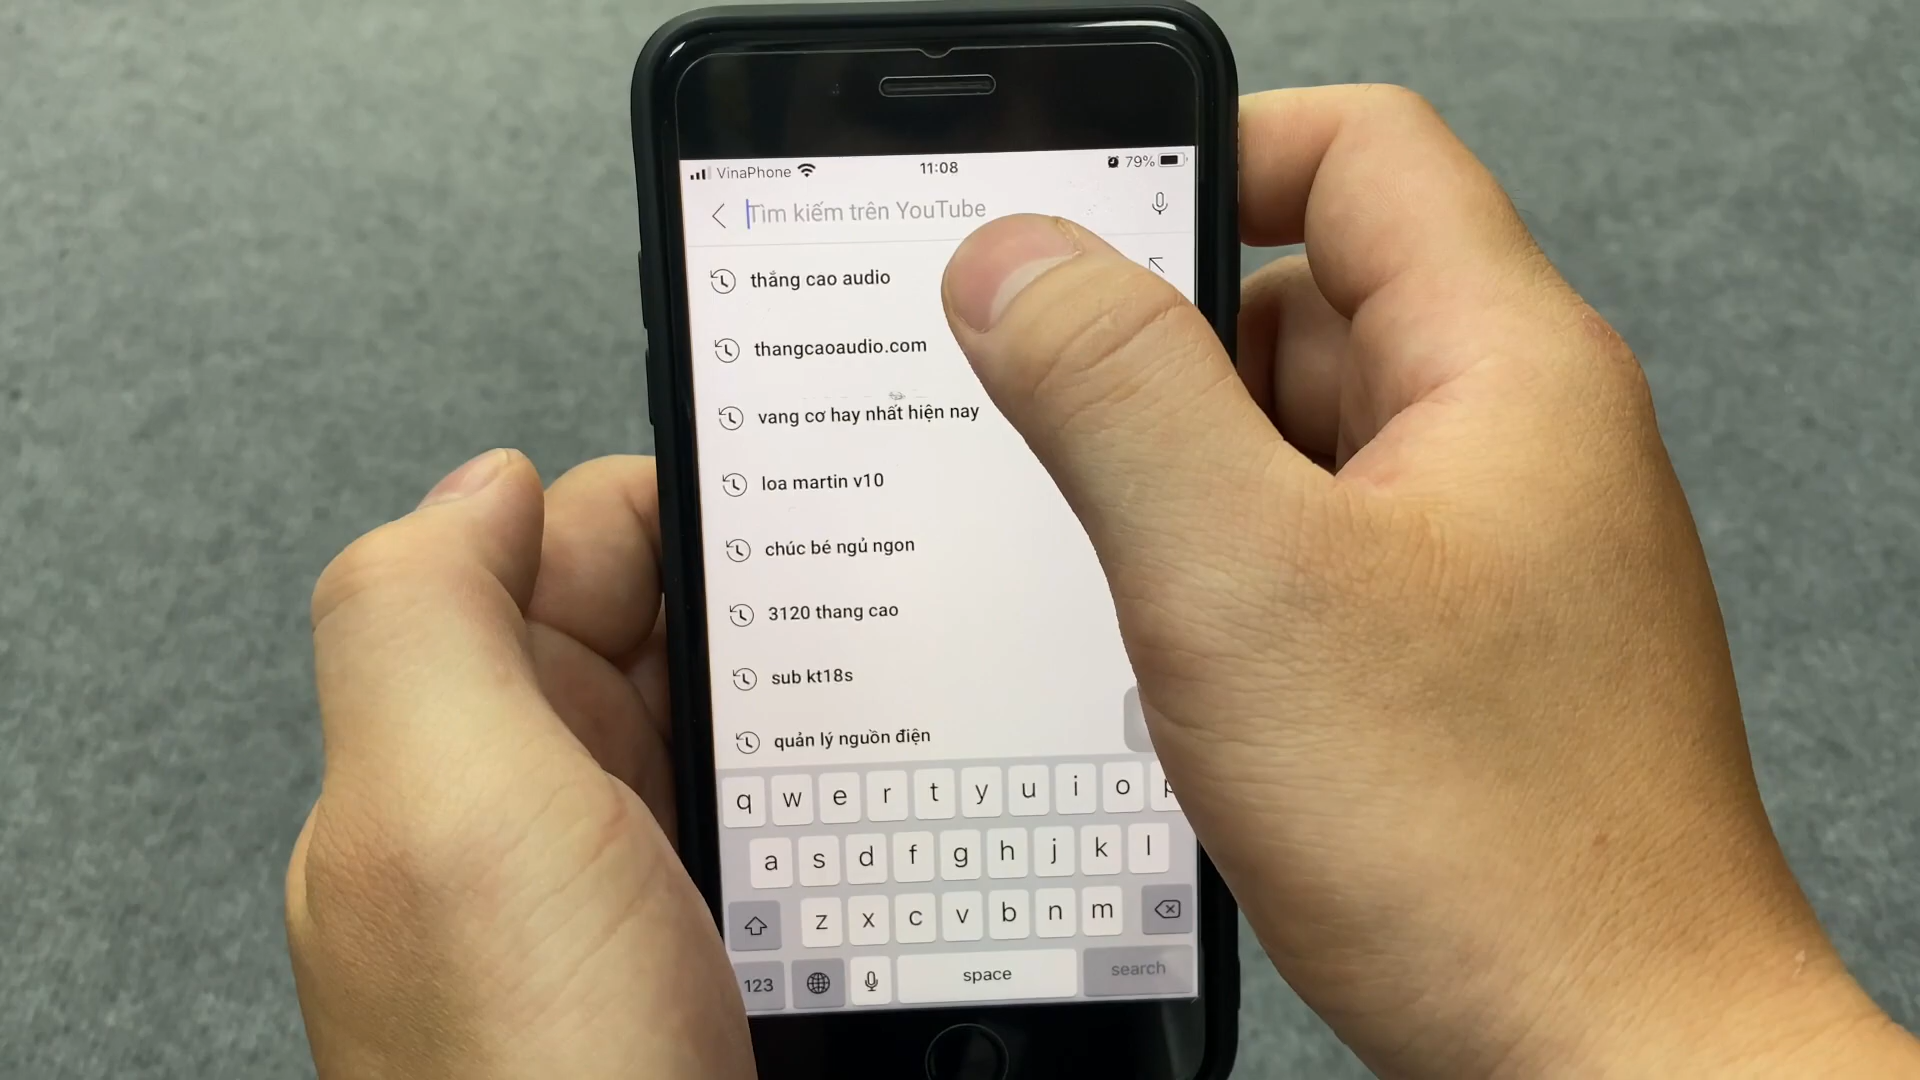 VinaPhone 11:08 79%
Tìm kiếm trên YouTube
thắng cao audio
thangcaoaudio.com
vang cơ hay nhất hiện nay
loa martin v10
chúc bé ngủ ngon
3120 thang cao
sub kt18s
quản lý nguồn điện
q w e r t y u i o p
a s d f g h j k l
z x c v b n m
123 space search